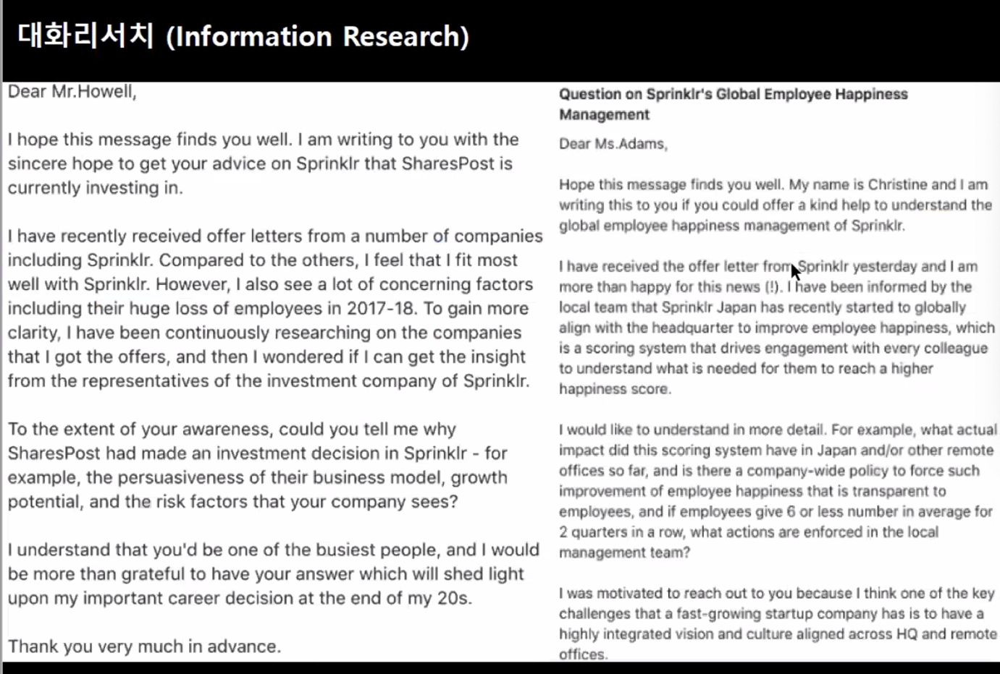 대화리서치 (Information Research)
Dear Mr.Howell,
I hope this message finds you well. I am writing to you with the
sincere hope to get your advice on Sprinklr that SharesPost is
currently investing in.
I have recently received offer letters from a number of companies
including Sprinklr. Compared to the others, I feel that I fit most
well with Sprinklr. However, I also see a lot of concerning factors
including their huge loss of employees in 2017-18. To gain more
clarity, I have been continuously researching on the companies
that I got the offers, and then I wondered if I can get the insight
from the representatives of the investment company of Sprinklr.
To the extent of your awareness, could you tell me why
SharesPost had made an investment decision in Sprinklr - for
example, the persuasiveness of their business model, growth
potential, and the risk factors that your company sees?
I understand that you'd be one of the busiest people, and I would
be more than grateful to have your answer which will shed light
upon my important career decision at the end of my 20s.
Thank you very much in advance.
Question on Sprinklr's Global Employee Happiness
Management
Dear Ms.Adams,
Hope this message finds you well. My name is Christine and I am
writing this to you if you could offer a kind help to understand the
global employee happiness management of Sprinklr.
I have received the offer letter from Sprinklr yesterday and I am
more than happy for this news (!). I have been informed by the
local team that Sprinklr Japan has recently started to globally
align with the headquarter to improve employee happiness, which
is a scoring system that drives engagement with every colleague
to understand what is needed for them to reach a higher
happiness score.
I would like to understand in more detail. For example, what actual
impact did this scoring system have in Japan and/or other remote
offices so far, and is there a company-wide policy to force such
improvement of employee happiness that is transparent to
employees, and if employees give 6 or less number in average for
2 quarters in a row, what actions are enforced in the local
management team?
I was motivated to reach out to you because I think one of the key
challenges that a fast-growing startup company has is to have a
highly integrated vision and culture aligned across HQ and remote
offices.